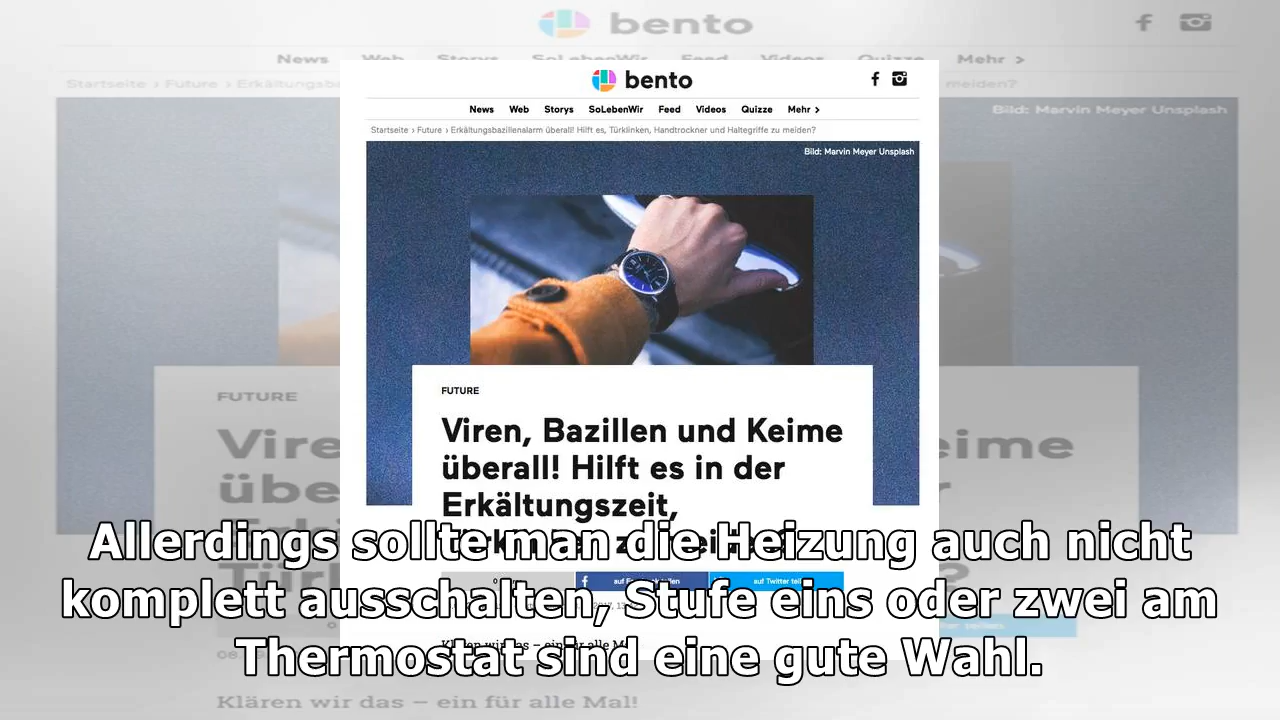 bento
News Web Storys SoLebenWir Feed Videos Quizze Mehr >
Startseite › Future › Erkältungsbazillenalarm überall! Hilft es, Türklinken, Handtrockner und Haltegriffe zu meiden?
Bild: Marvin Meyer Unsplash
FUTURE
Viren, Bazillen und Keime
überall! Hilft es in der
Erkältungszeit,
Allerdings sollte man die Heizung auch nicht
komplett ausschalten, Stufe eins oder zwei am
Thermostat sind eine gute Wahl.
Klären wir das – ein für alle Mal!